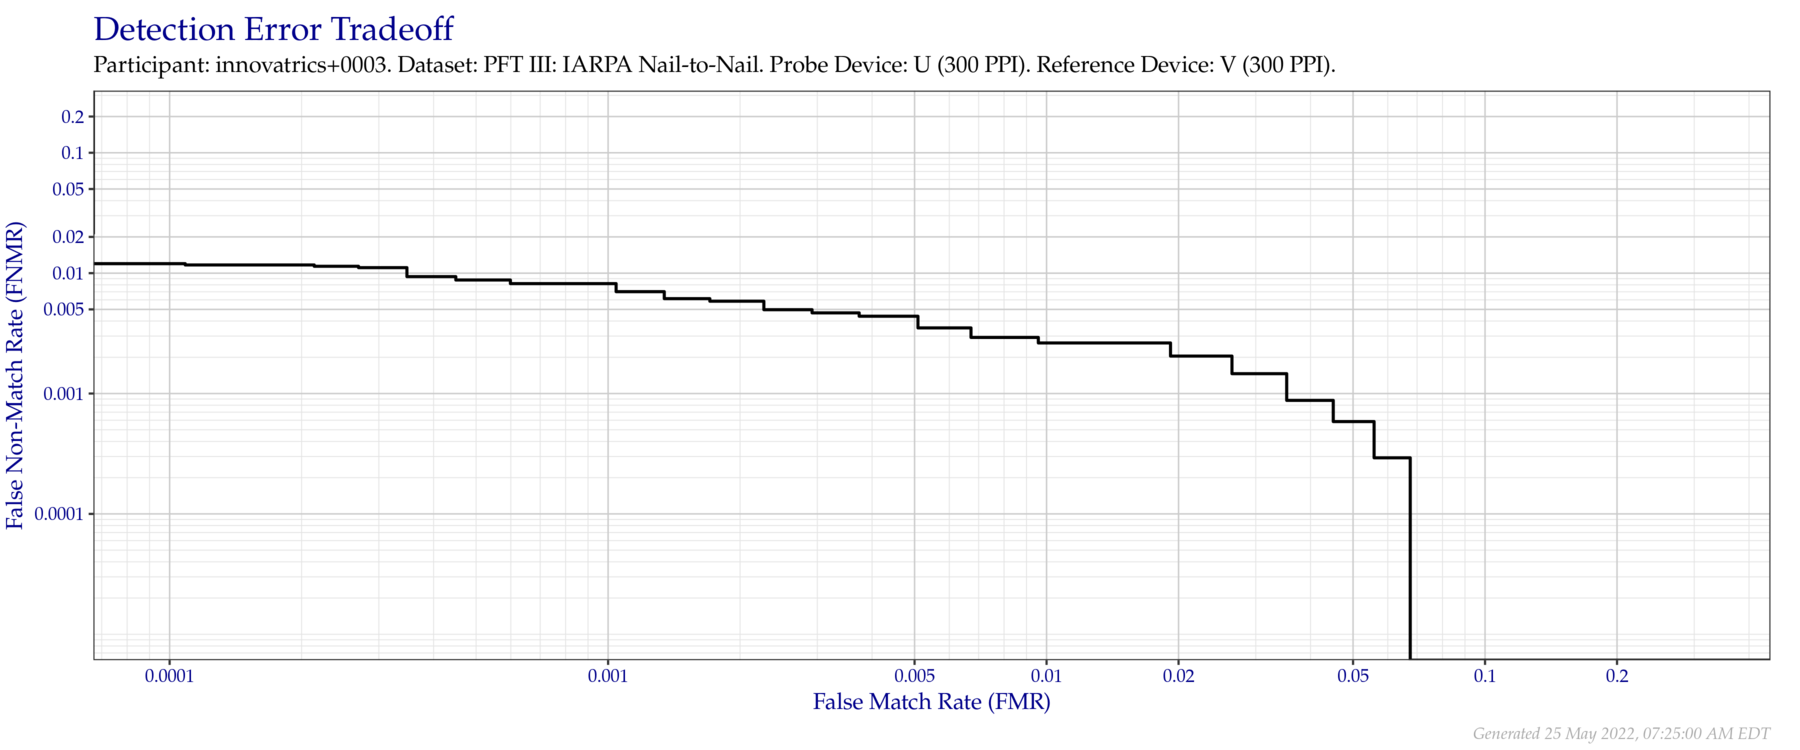 Detection Error Tradeoff
Participant: innovatrics+0003. Dataset: PFT III: IARPA Nail-to-Nail. Probe Device: U (300 PPI). Reference Device: V (300 PPI).
False Non-Match Rate (FNMR)
0.2
0.1
0.05
0.02
0.01
0.005
0.001
0.0001
0.0001 0.001 0.005 0.01 0.02 0.05 0.1 0.2
False Match Rate (FMR)
Generated 25 May 2022, 07:25:00 AM EDT